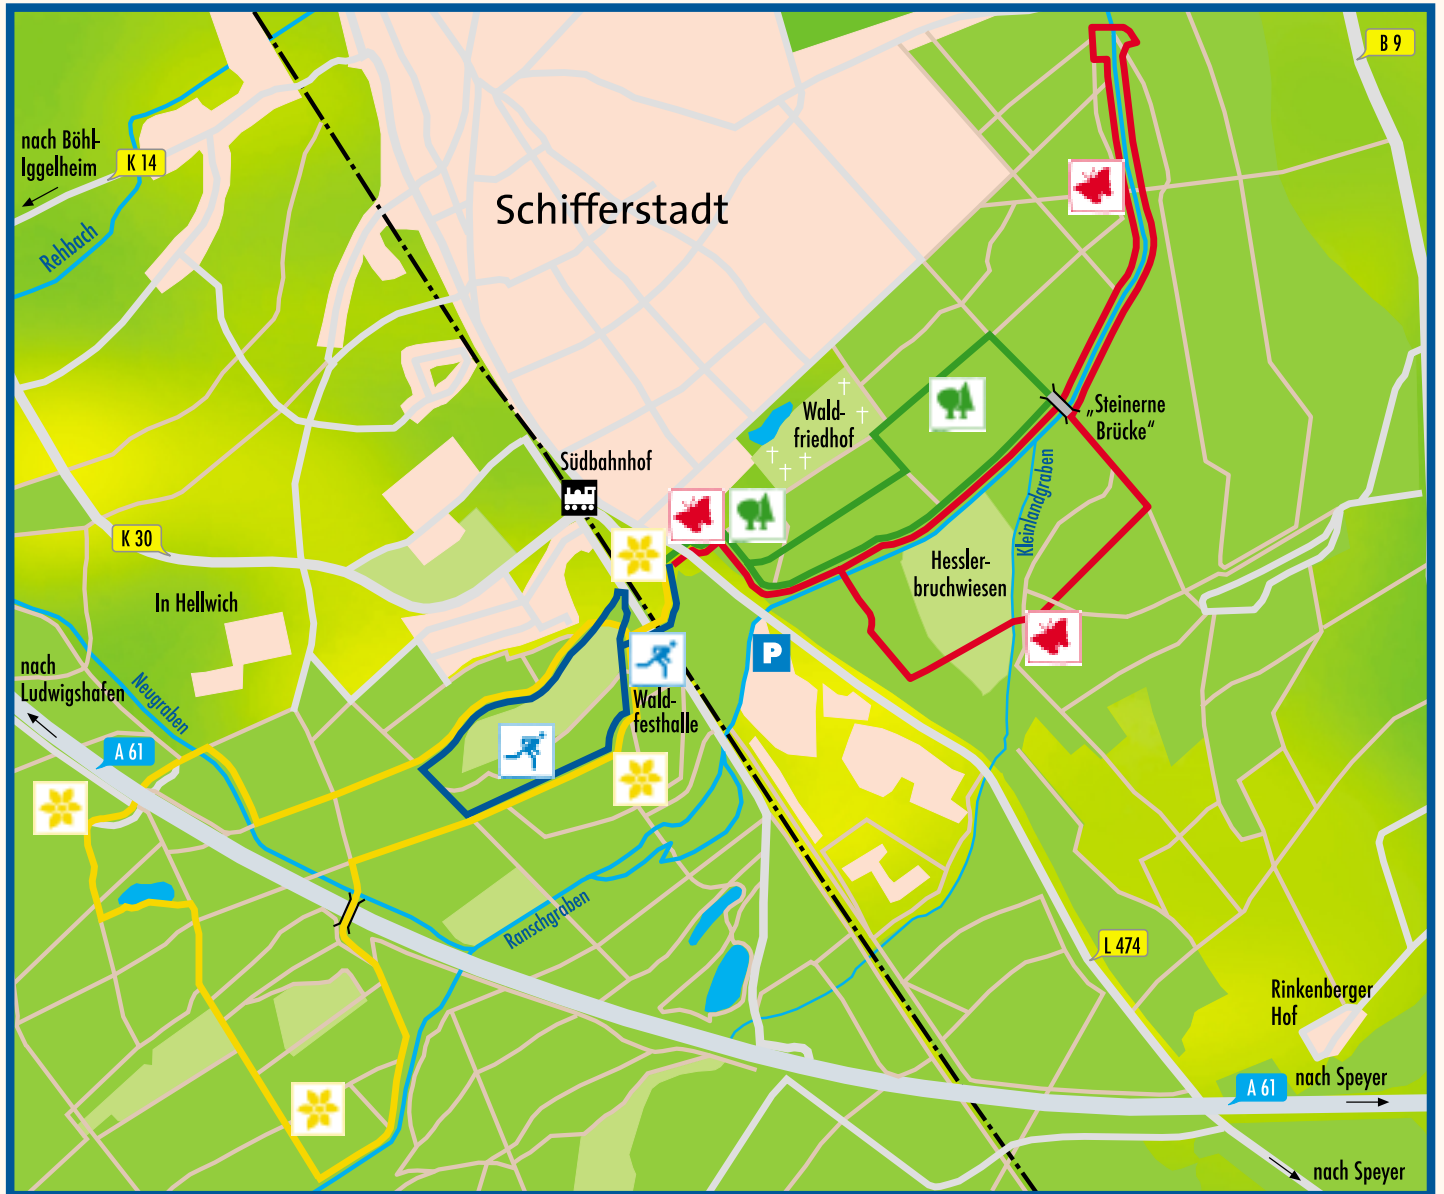 B 9
nach Böhl-
Iggelheim
K 14
Rehbach
Schifferstadt
Wald-
friedhof
„Steinerne
Brücke“
Südbahnhof
Kleinlandgraben
K 30
Hessler-
bruchwiesen
In Hellwich
nach
Ludwigshafen
Neugraben
P
Wald-
festhalle
A 61
Ranschgraben
L 474
Rinkenberger
Hof
nach Speyer
A 61
nach Speyer